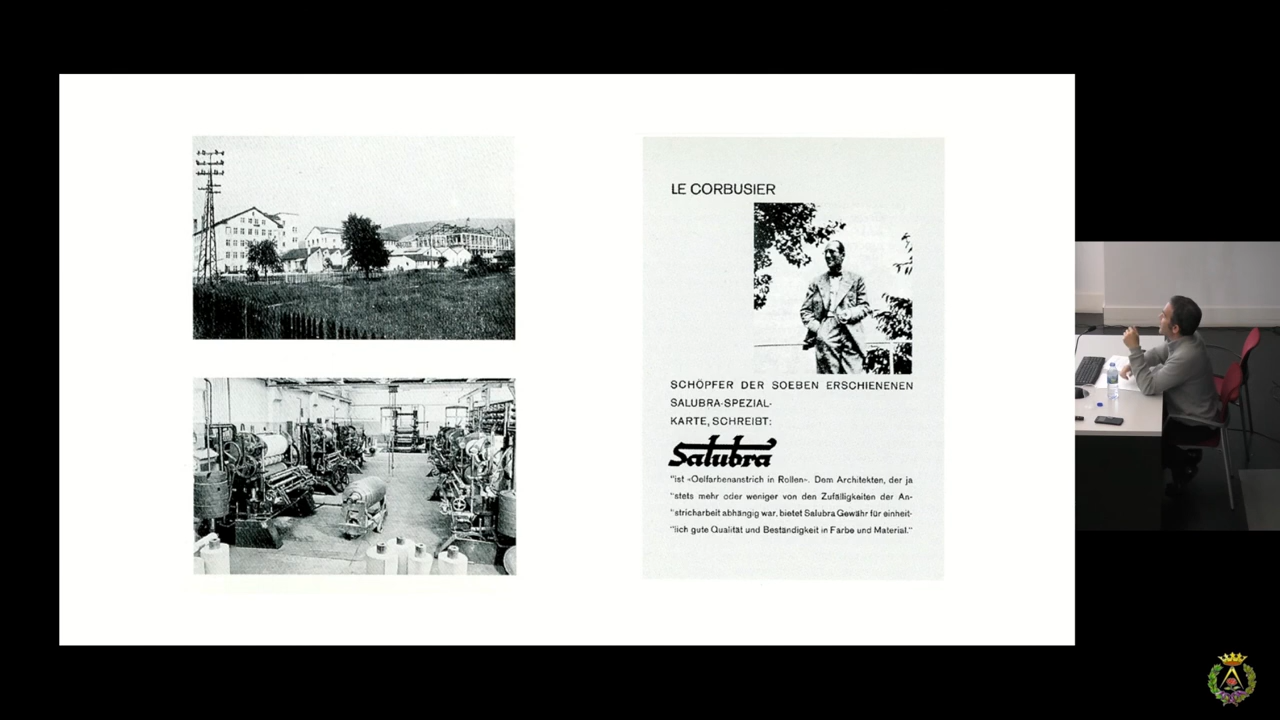 LE CORBUSIER
SCHÖPFER DER SOEBEN ERSCHIENENEN
SALUBRA-SPEZIAL-
KARTE, SCHREIBT:
Salubra
"ist «Oelfarbenanstrich in Rollen». Dem Architekten, der ja
"stets mehr oder weniger von den Zufälligkeiten der An-
"stricharbeit abhängig war, bietet Salubra Gewähr für einheit-
"lich gute Qualität und Beständigkeit in Farbe und Material."